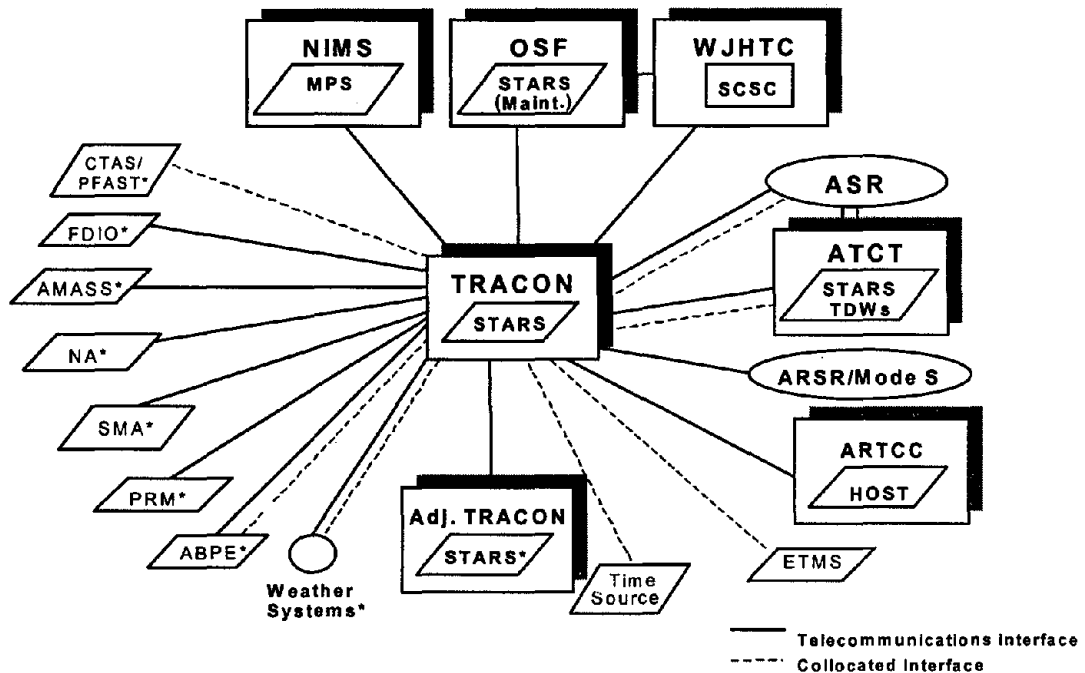 NIMS
MPS
OSF
STARS
(Maint.)
WJHTC
SCSC
CTAS/
PFAST*
FDIO*
AMASS*
NA*
SMA*
PRM*
ABPE*
Weather
Systems*
TRACON
STARS
Adj. TRACON
STARS*
Time
Source
ETMS
ASR
ATCT
STARS
TDWs
ARSR/Mode S
ARTCC
HOST
Telecommunications Interface
Collocated Interface